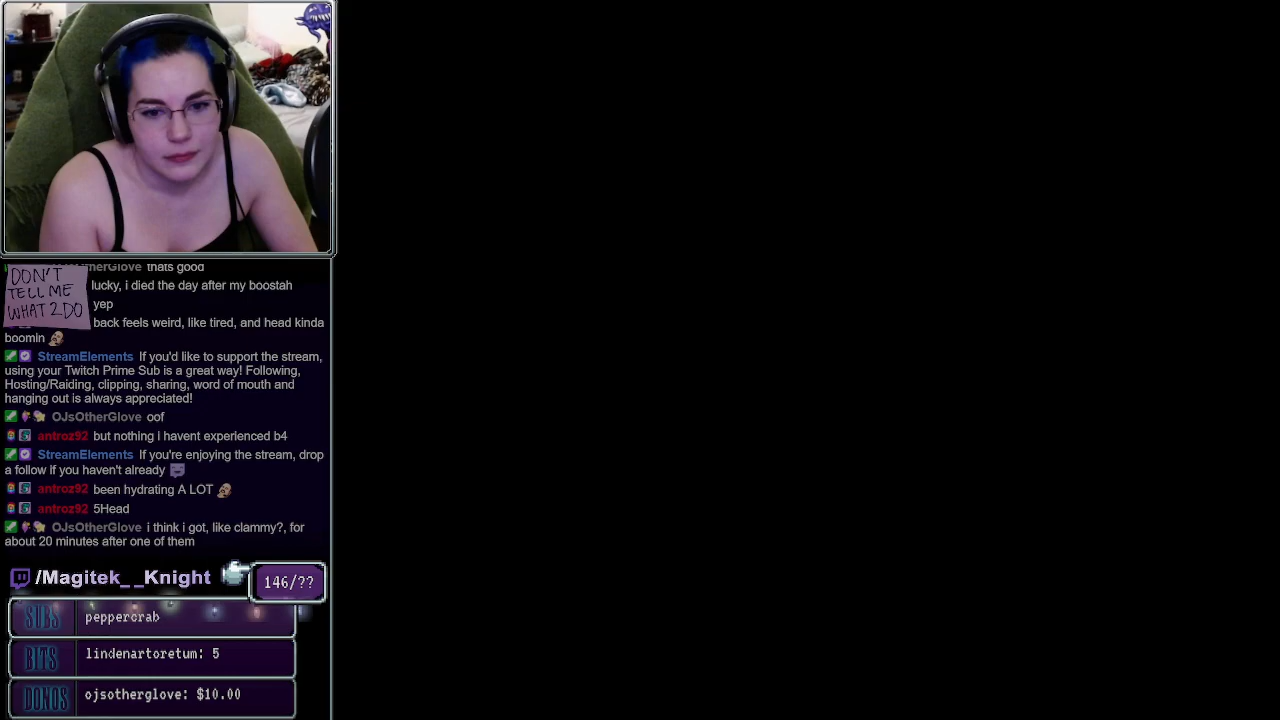 OtherGlove thats good
DON'T
TELL ME
WHAT 2 DO
lucky, i died the day after my boostah
yep
back feels weird, like tired, and head kinda
boomin
StreamElements If you'd like to support the stream,
using your Twitch Prime Sub is a great way! Following,
Hosting/Raiding, clipping, sharing, word of mouth and
hanging out is always appreciated!
OJsOtherGlove oof
antroz92 but nothing i havent experienced b4
StreamElements If you're enjoying the stream, drop
a follow if you haven't already
antroz92 been hydrating A LOT
antroz92 5Head
OJsOtherGlove i think i got, like clammy?, for
about 20 minutes after one of them
/Magitek__Knight
146/??
SUBS peppercrab
BITS lindenartoretum: 5
DONOS ojsotherglove: $10.00